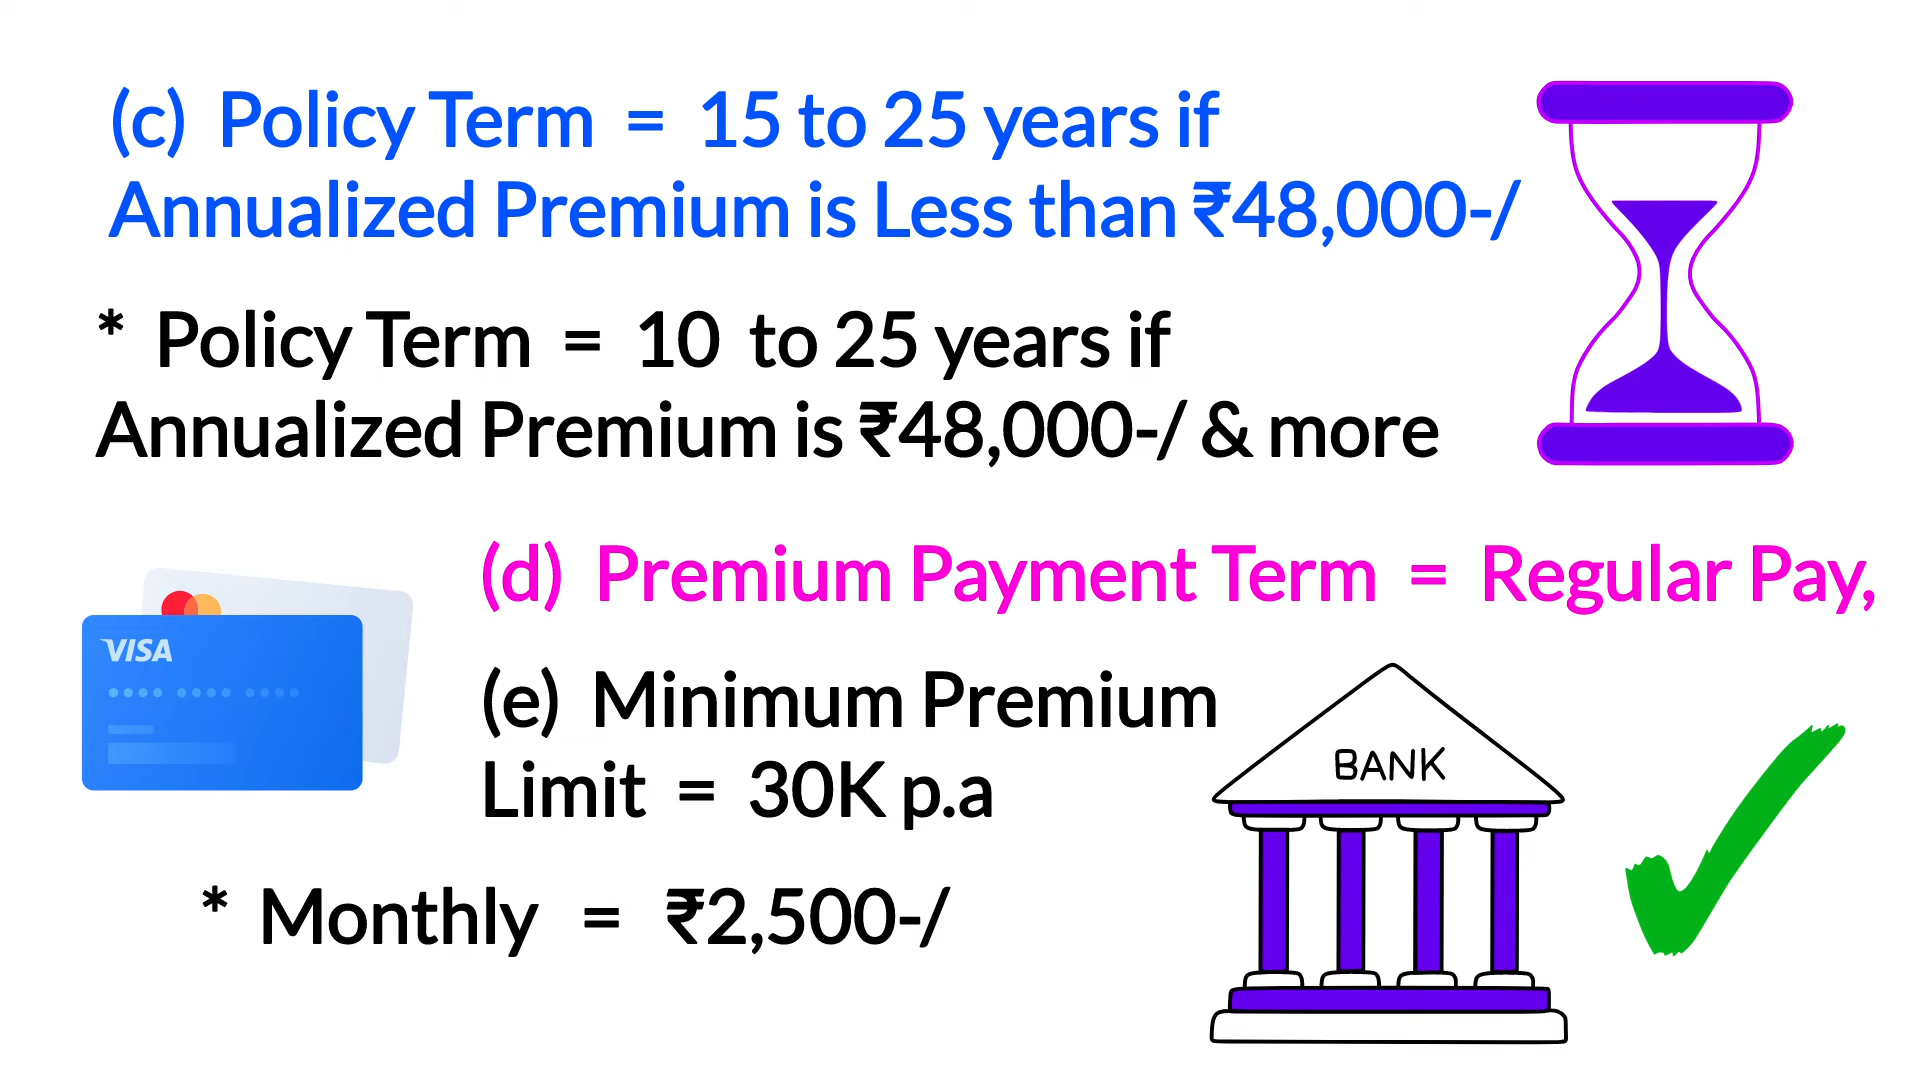 (c) Policy Term = 15 to 25 years if
Annualized Premium is Less than ₹48,000-/
* Policy Term = 10 to 25 years if
Annualized Premium is ₹48,000-/ & more
(d) Premium Payment Term = Regular Pay,
VISA
(e) Minimum Premium
Limit = 30K p.a
BANK
* Monthly = ₹2,500-/